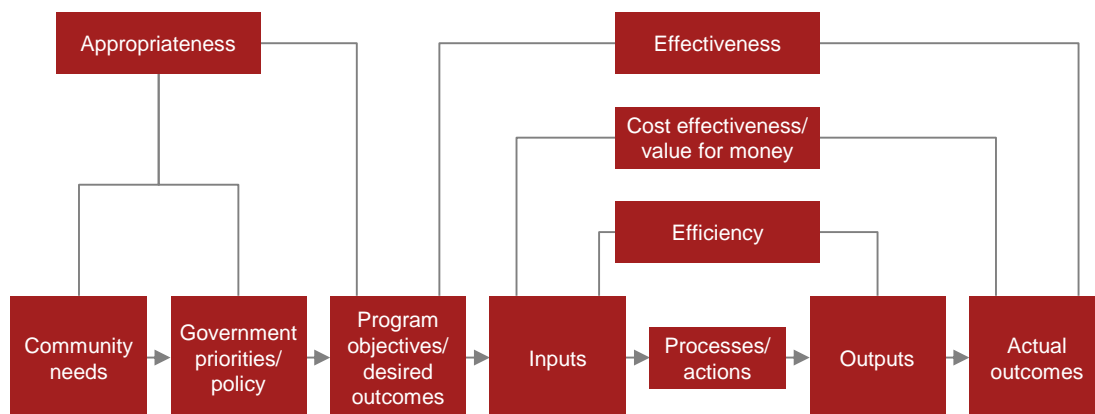 Appropriateness
Effectiveness
Cost effectiveness/
value for money
Efficiency
Community
needs
Government
priorities/
policy
Program
objectives/
desired
outcomes
Inputs
Processes/
actions
Outputs
Actual
outcomes